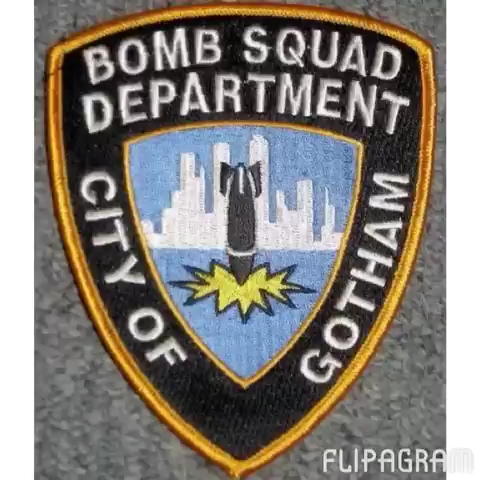 BOMB SQUAD
DEPARTMENT
CITY OF
GOTHAM
FLIPAGRAM